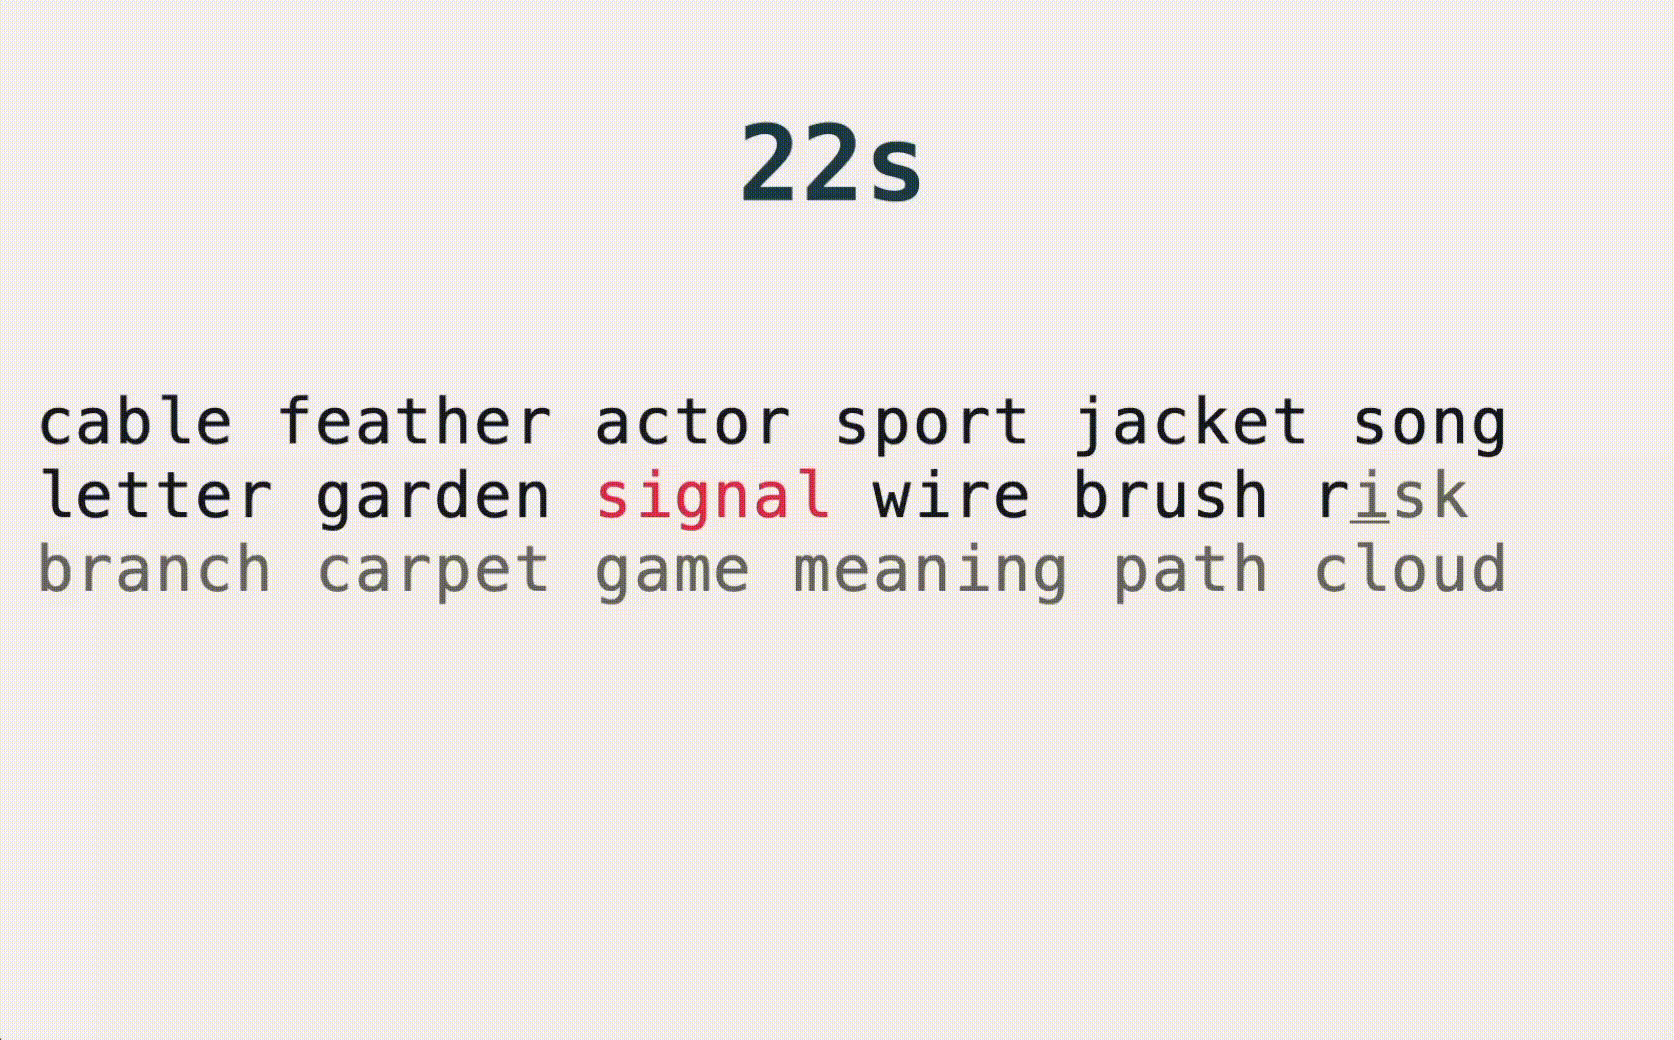 22s
cable feather actor sport jacket song
letter garden signal wire brush risk
branch carpet game meaning path cloud